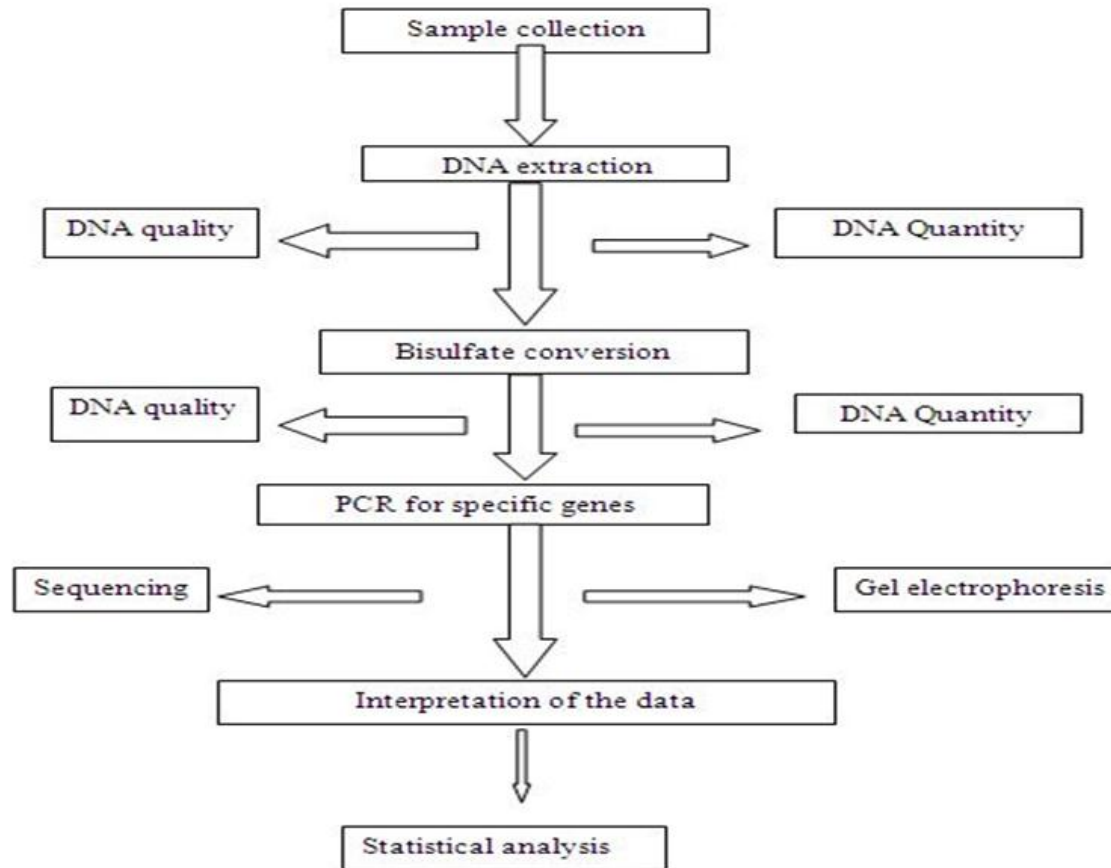 Sample collection
DNA extraction
DNA quality
DNA Quantity
Bisulfate conversion
DNA quality
DNA Quantity
PCR for specific genes
Sequencing
Gel electrophoresis
Interpretation of the data
Statistical analysis